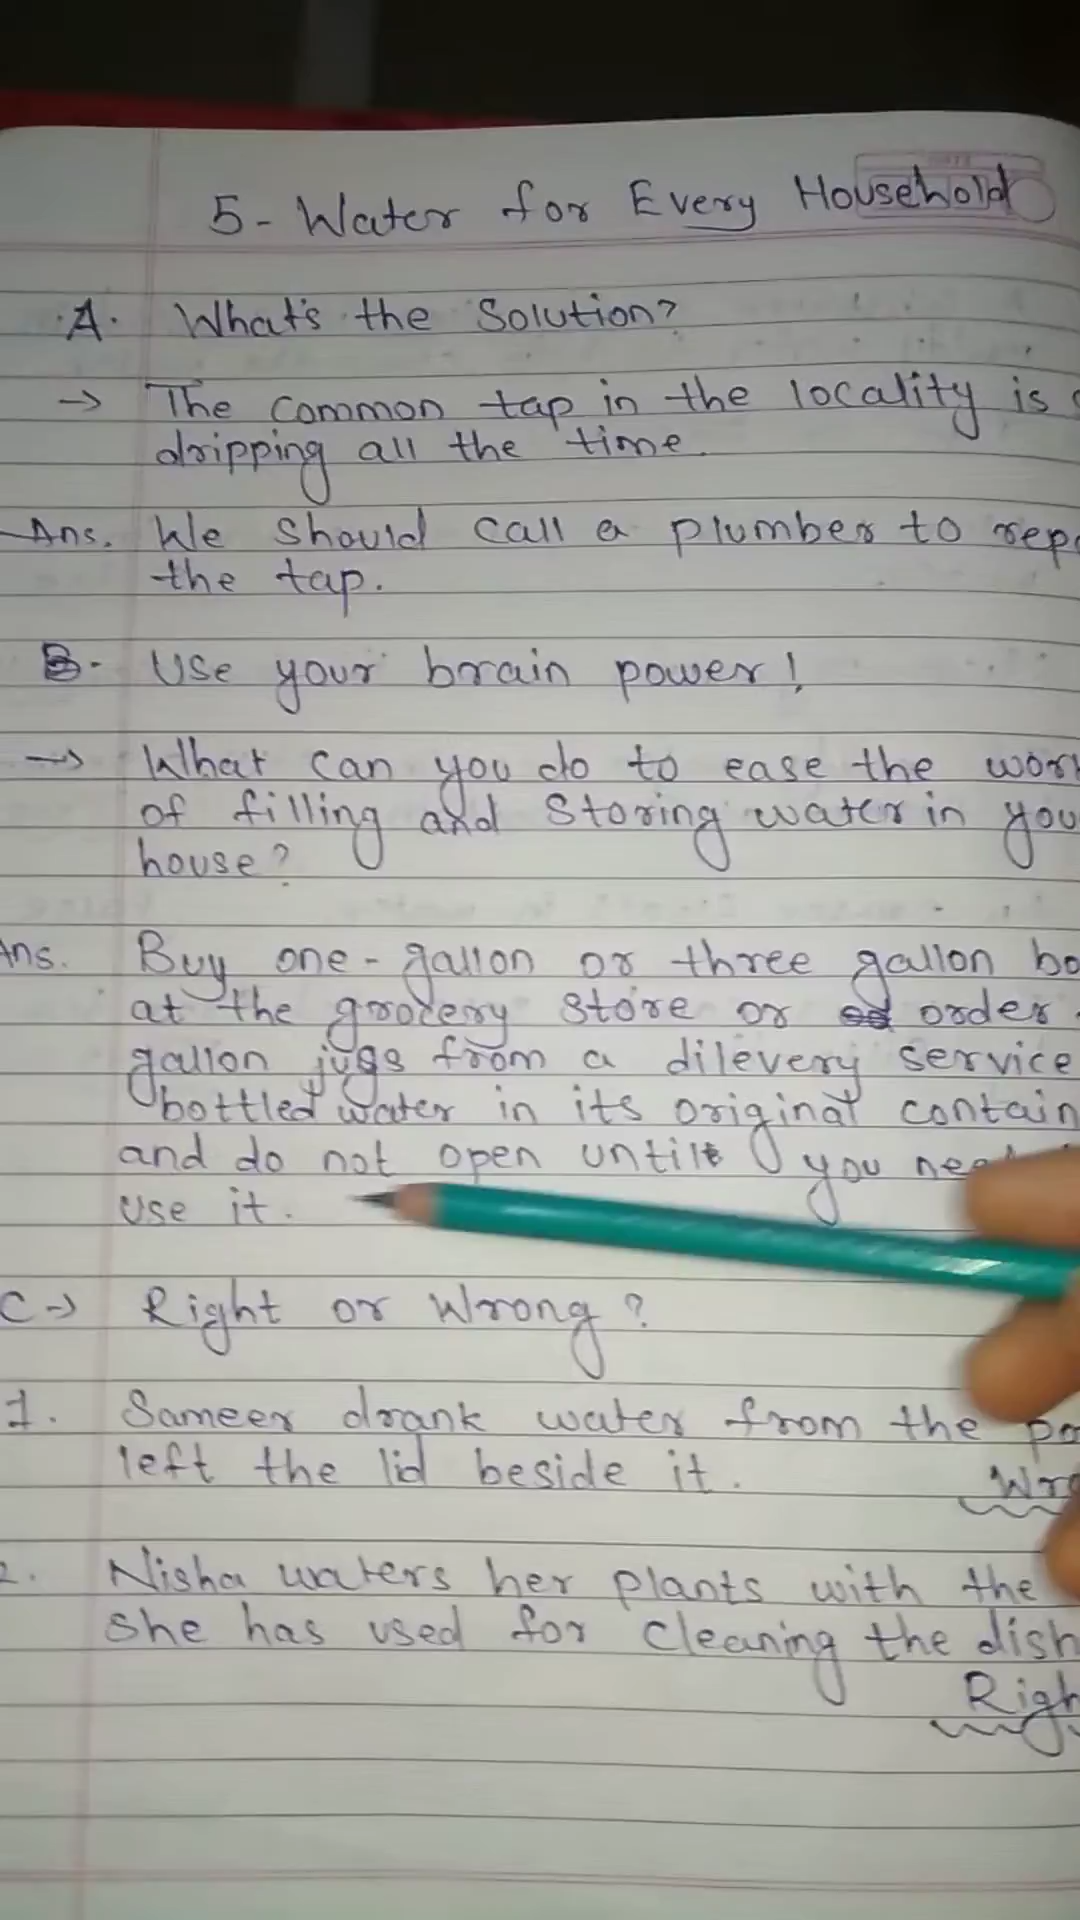 5- Water for Every Household
A. What's the Solution?
→ The common tap in the locality is
dripping all the time.
Ans. We should call a plumber to
the tap.
B. Use your brain power!
→ What can you do to ease the
of filling and storing water in
house?
Ans. Buy one-gallon or three gallon
at the grocery store or order
gallon jugs from a dilevery service
bottled water in its original
and do not open until you
use it.
C → Right or Wrong?
1. Sameer drank water from the
left the lid beside it.
2. Nisha waters her plants with the
she has used for cleaning the